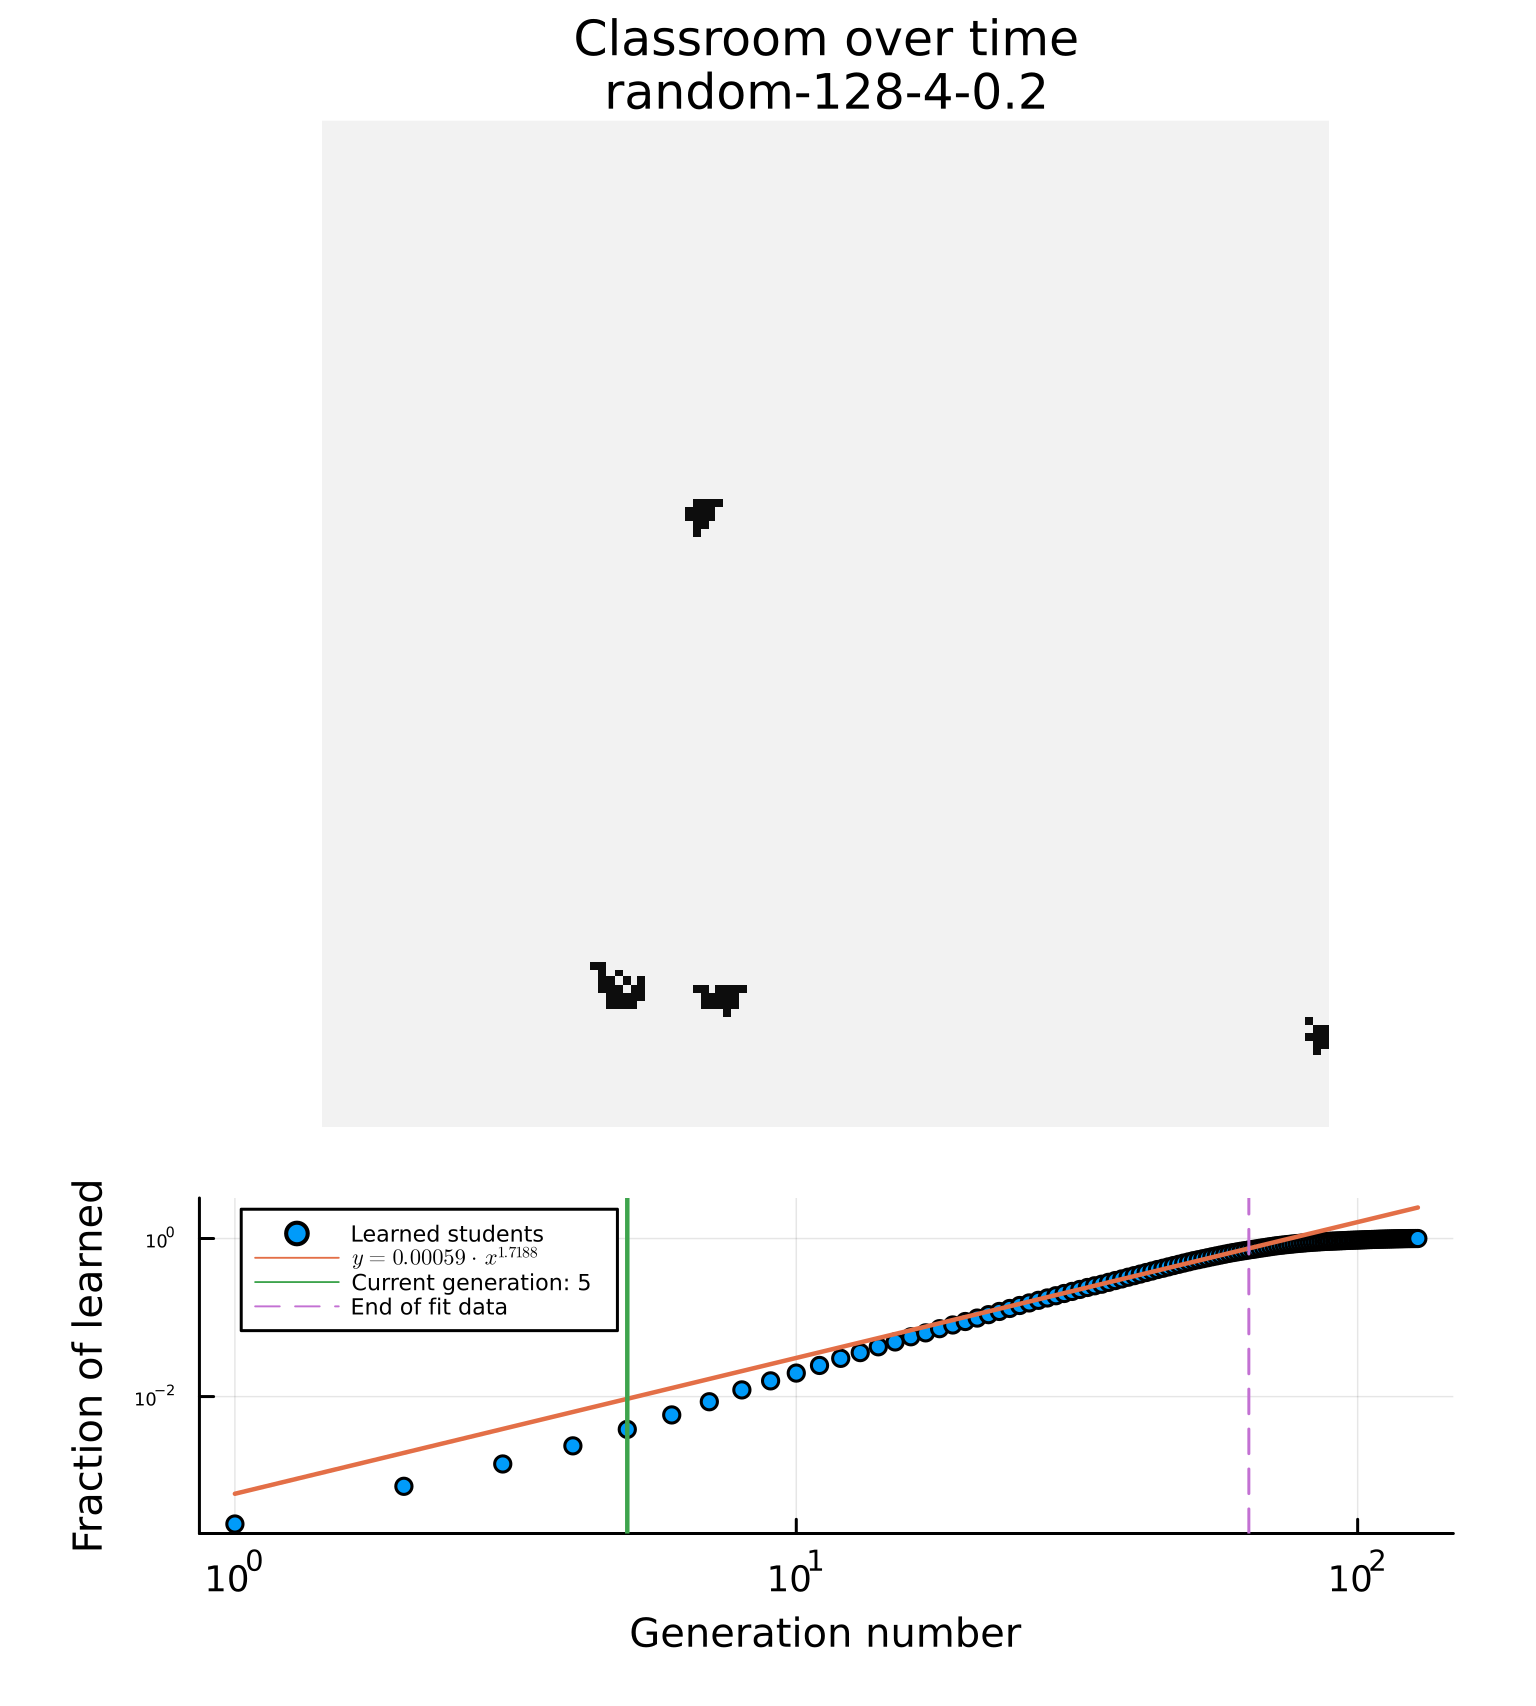 Classroom over time
random-128-4-0.2
Fraction of learned
10^0
10^−2
Learned students
y = 0.00059 · x^1.7188
Current generation: 5
End of fit data
10^0
10^1
10^2
Generation number